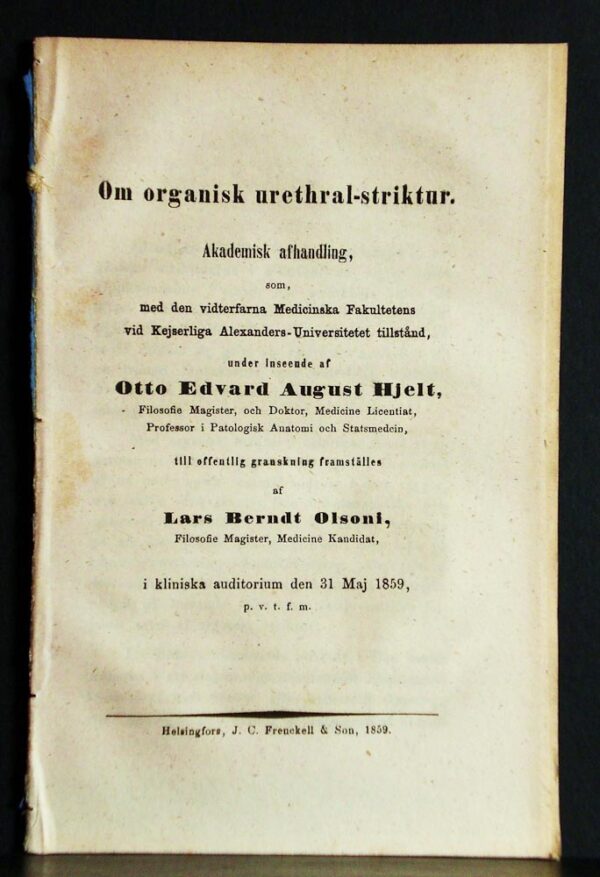 Om organisk urethral-striktur.
Akademisk afhandling,
som,
med den vidterfarna Medicinska Fakultetens
vid Kejserliga Alexanders-Universitetet tillstånd,
under inseende af
Otto Edvard August Hjelt,
Filosofie Magister, och Doktor, Medicine Licentiat,
Professor i Patologisk Anatomi och Statsmedcin,
till offentlig granskning framställes
af
Lars Berndt Olsoni,
Filosofie Magister, Medicine Kandidat,
i kliniska auditorium den 31 Maj 1859,
p. v. t. f. m.
Helsingfors, J. C. Frenckell & Son, 1859.